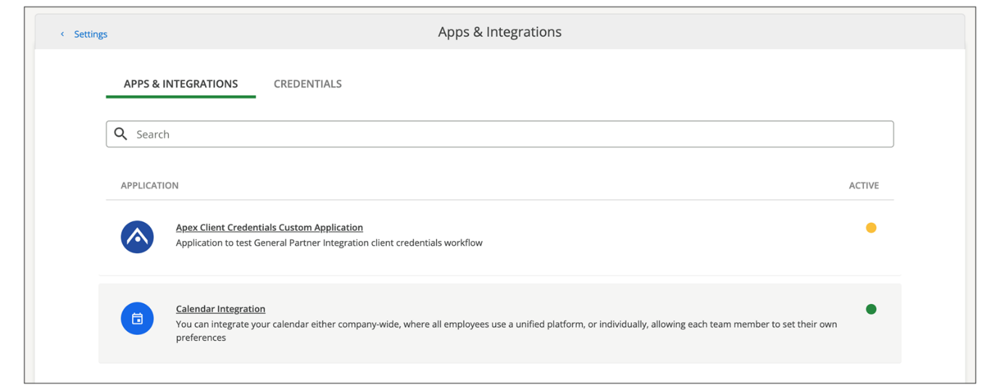 Settings
Apps & Integrations
APPS & INTEGRATIONS
CREDENTIALS
Search
APPLICATION
ACTIVE
Apex Client Credentials Custom Application
Application to test General Partner Integration client credentials workflow
Calendar Integration
You can integrate your calendar either company-wide, where all employees use a unified platform, or individually, allowing each team member to set their own
preferences